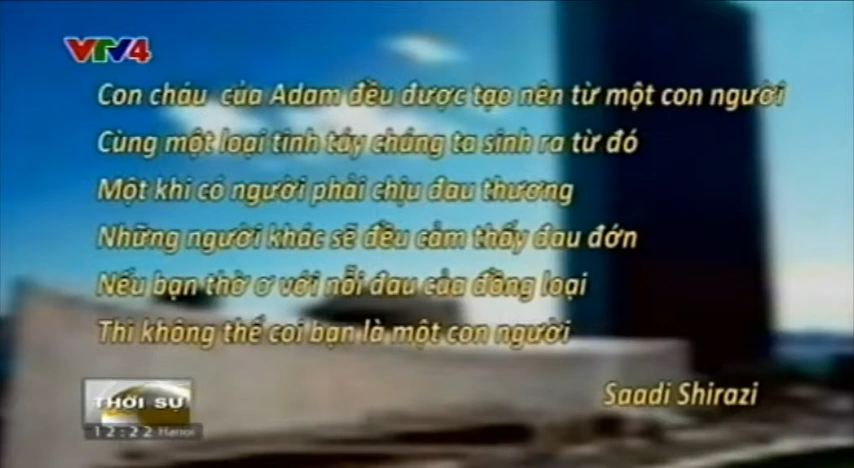 VTV4
Con cháu của Adam đều được tạo nên từ một con người
Cùng một loại tinh túy chúng ta sinh ra từ đó
Một khi có người phải chịu đau thương
Những người khác sẽ đều cảm thấy đau đớn
Nếu bạn thờ ơ với nỗi đau của đồng loại
Thì không thể coi bạn là một con người
Saadi Shirazi
THỜI SỰ
12:22 Hanoi